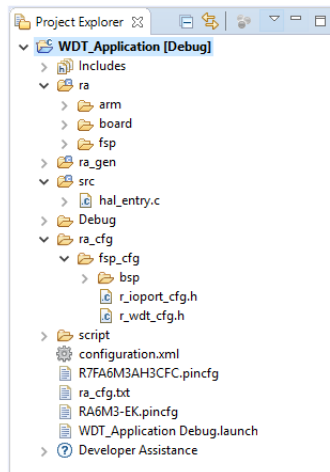 Project Explorer
WDT_Application [Debug]
Includes
ra
arm
board
fsp
ra_gen
src
hal_entry.c
Debug
ra_cfg
fsp_cfg
bsp
r_ioport_cfg.h
r_wdt_cfg.h
script
configuration.xml
R7FA6M3AH3CFC.pincfg
ra_cfg.txt
RA6M3-EK.pincfg
WDT_Application Debug.launch
Developer Assistance